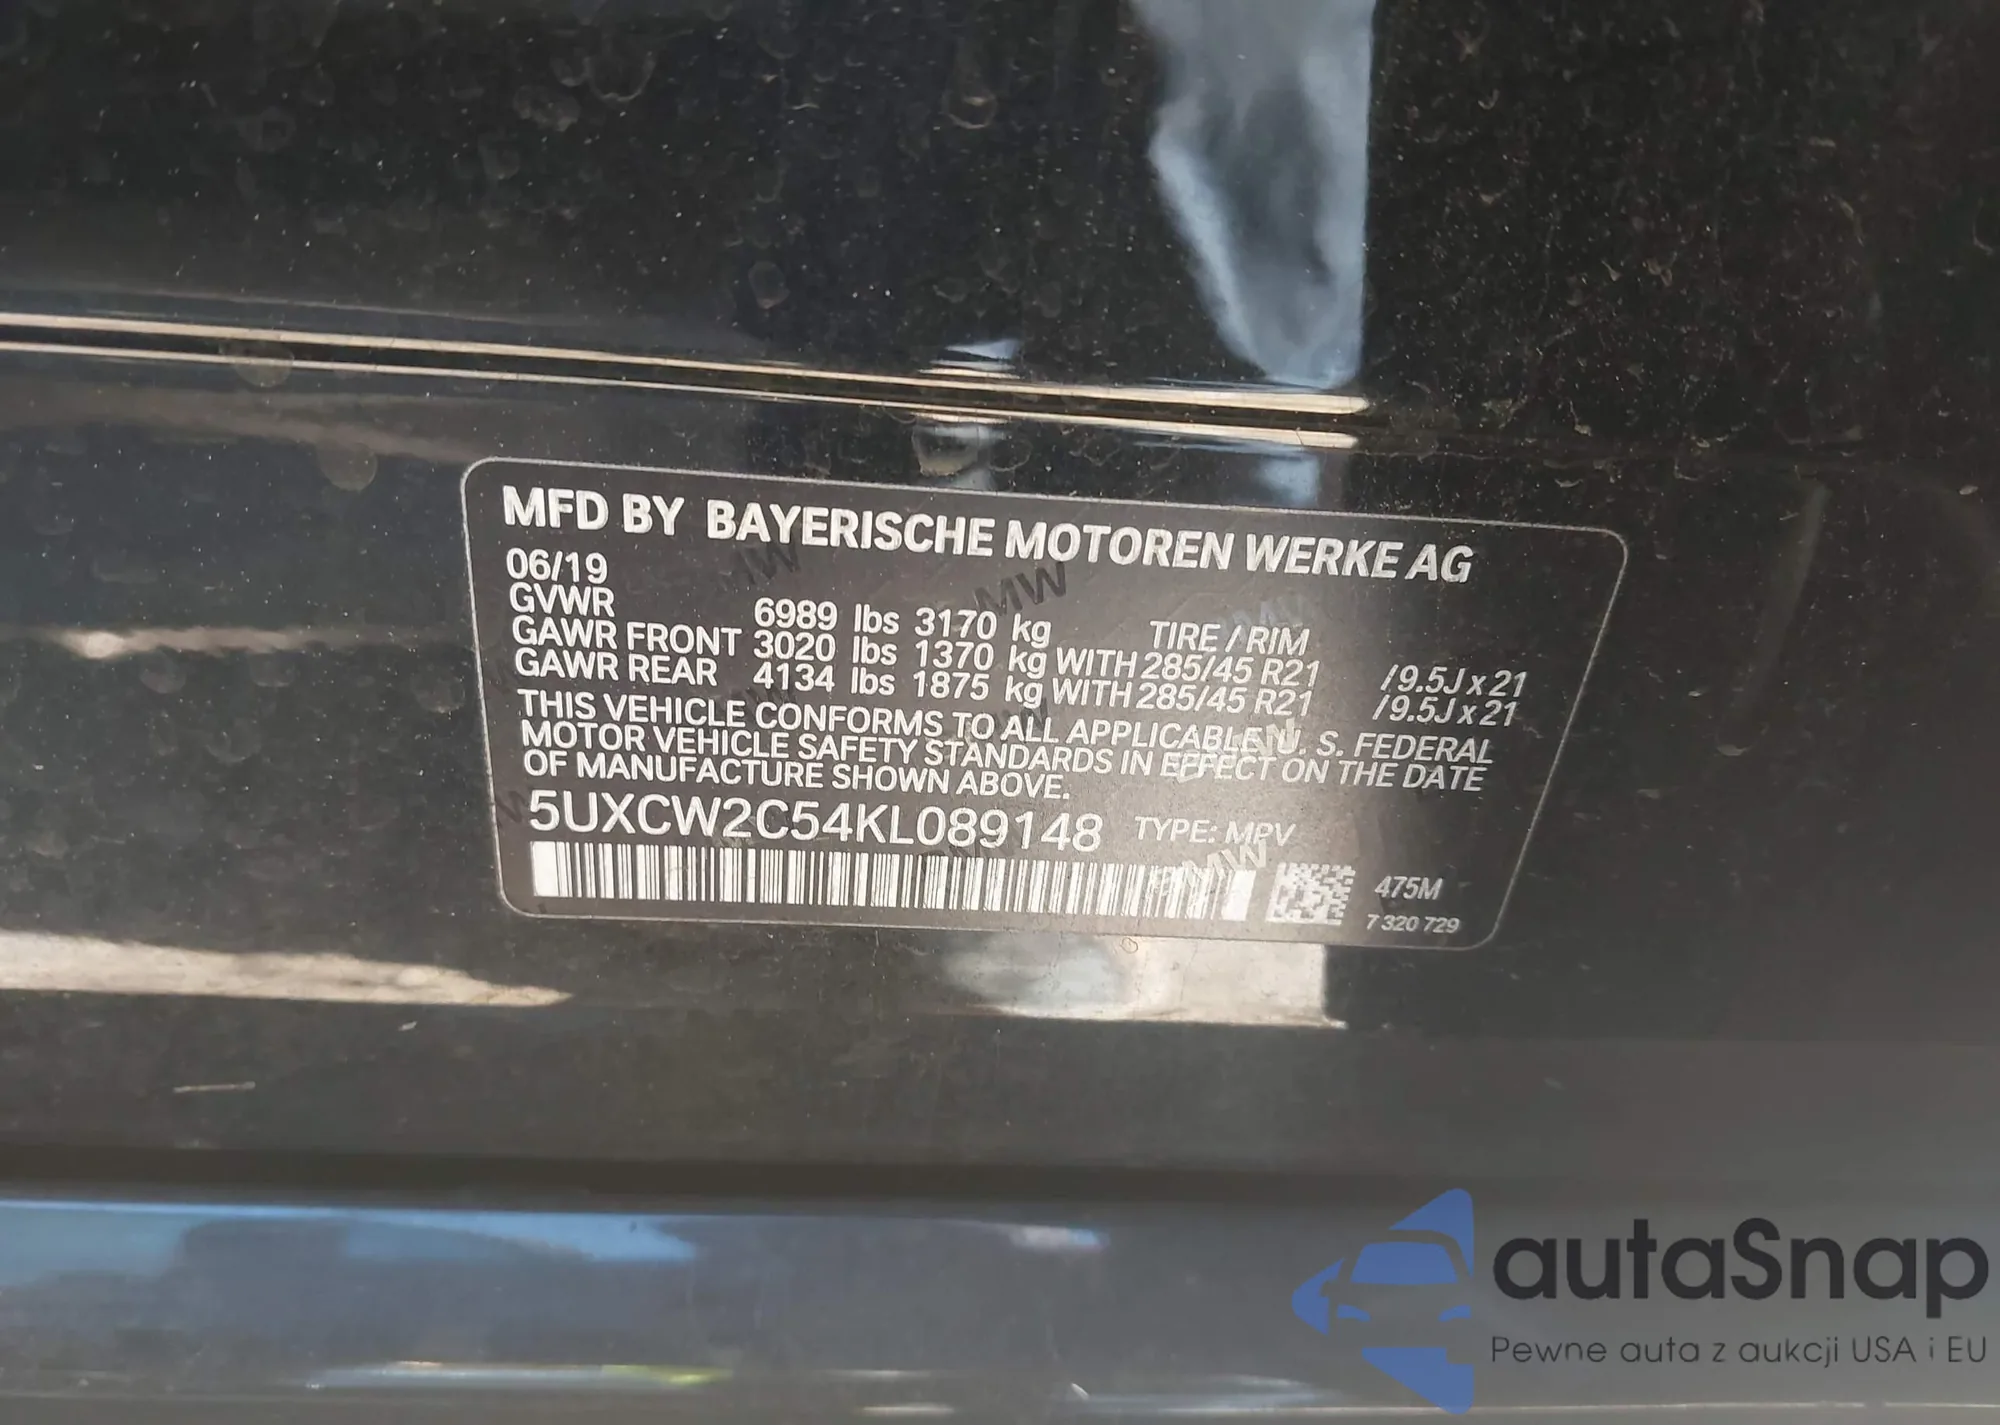 MFD BY BAYERISCHE MOTOREN WERKE AG
06/19
GVWR 6989 lbs 3170 kg TIRE / RIM
GAWR FRONT 3020 lbs 1370 kg WITH 285/45 R21 /9.5J x 21
GAWR REAR 4134 lbs 1875 kg WITH 285/45 R21 /9.5J x 21
THIS VEHICLE CONFORMS TO ALL APPLICABLE U. S. FEDERAL
MOTOR VEHICLE SAFETY STANDARDS IN EFFECT ON THE DATE
OF MANUFACTURE SHOWN ABOVE.
5UXCW2C54KL089148 TYPE: MPV
475M
7 320 729
autaSnap
Pewne auta z aukcji USA i EU